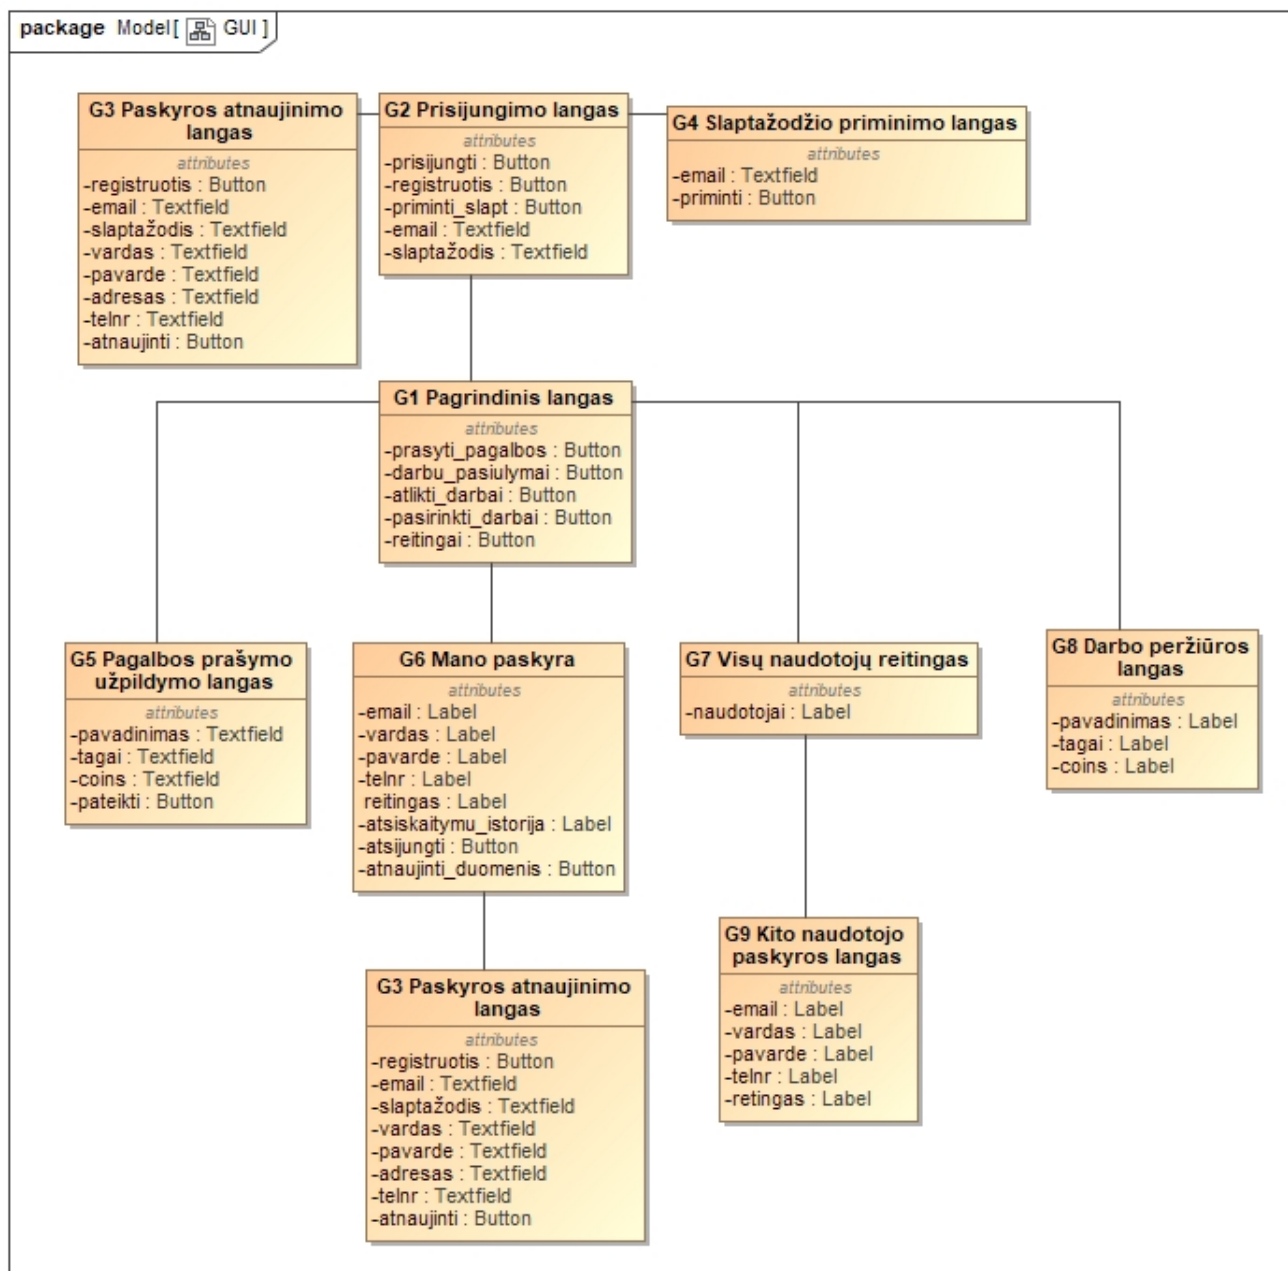 package Model[ GUI ]
G3 Paskyros atnaujinimo
langas
attributes
-registruotis : Button
-email : Textfield
-slaptažodis : Textfield
-vardas : Textfield
-pavarde : Textfield
-adresas : Textfield
-telnr : Textfield
-atnaujinti : Button
G2 Prisijungimo langas
attributes
-prisijungti : Button
-registruotis : Button
-priminti_slapt : Button
-email : Textfield
-slaptažodis : Textfield
G4 Slaptažodžio priminimo langas
attributes
-email : Textfield
-priminti : Button
G1 Pagrindinis langas
attributes
-prasyti_pagalbos : Button
-darbu_pasiulymai : Button
-atlikti_darbai : Button
-pasirinkti_darbai : Button
-reitingai : Button
G5 Pagalbos prašymo
užpildymo langas
attributes
-pavadinimas : Textfield
-tagai : Textfield
-coins : Textfield
-pateikti : Button
G6 Mano paskyra
attributes
-email : Label
-vardas : Label
-pavarde : Label
-telnr : Label
reitingas : Label
-atsiskaitymu_istorija : Label
-atsijungti : Button
-atnaujinti_duomenis : Button
G7 Visų naudotojų reitingas
attributes
-naudotojai : Label
G8 Darbo peržiūros
langas
attributes
-pavadinimas : Label
-tagai : Label
-coins : Label
G3 Paskyros atnaujinimo
langas
attributes
-registruotis : Button
-email : Textfield
-slaptažodis : Textfield
-vardas : Textfield
-pavarde : Textfield
-adresas : Textfield
-telnr : Textfield
-atnaujinti : Button
G9 Kito naudotojo
paskyros langas
attributes
-email : Label
-vardas : Label
-pavarde : Label
-telnr : Label
-retingas : Label